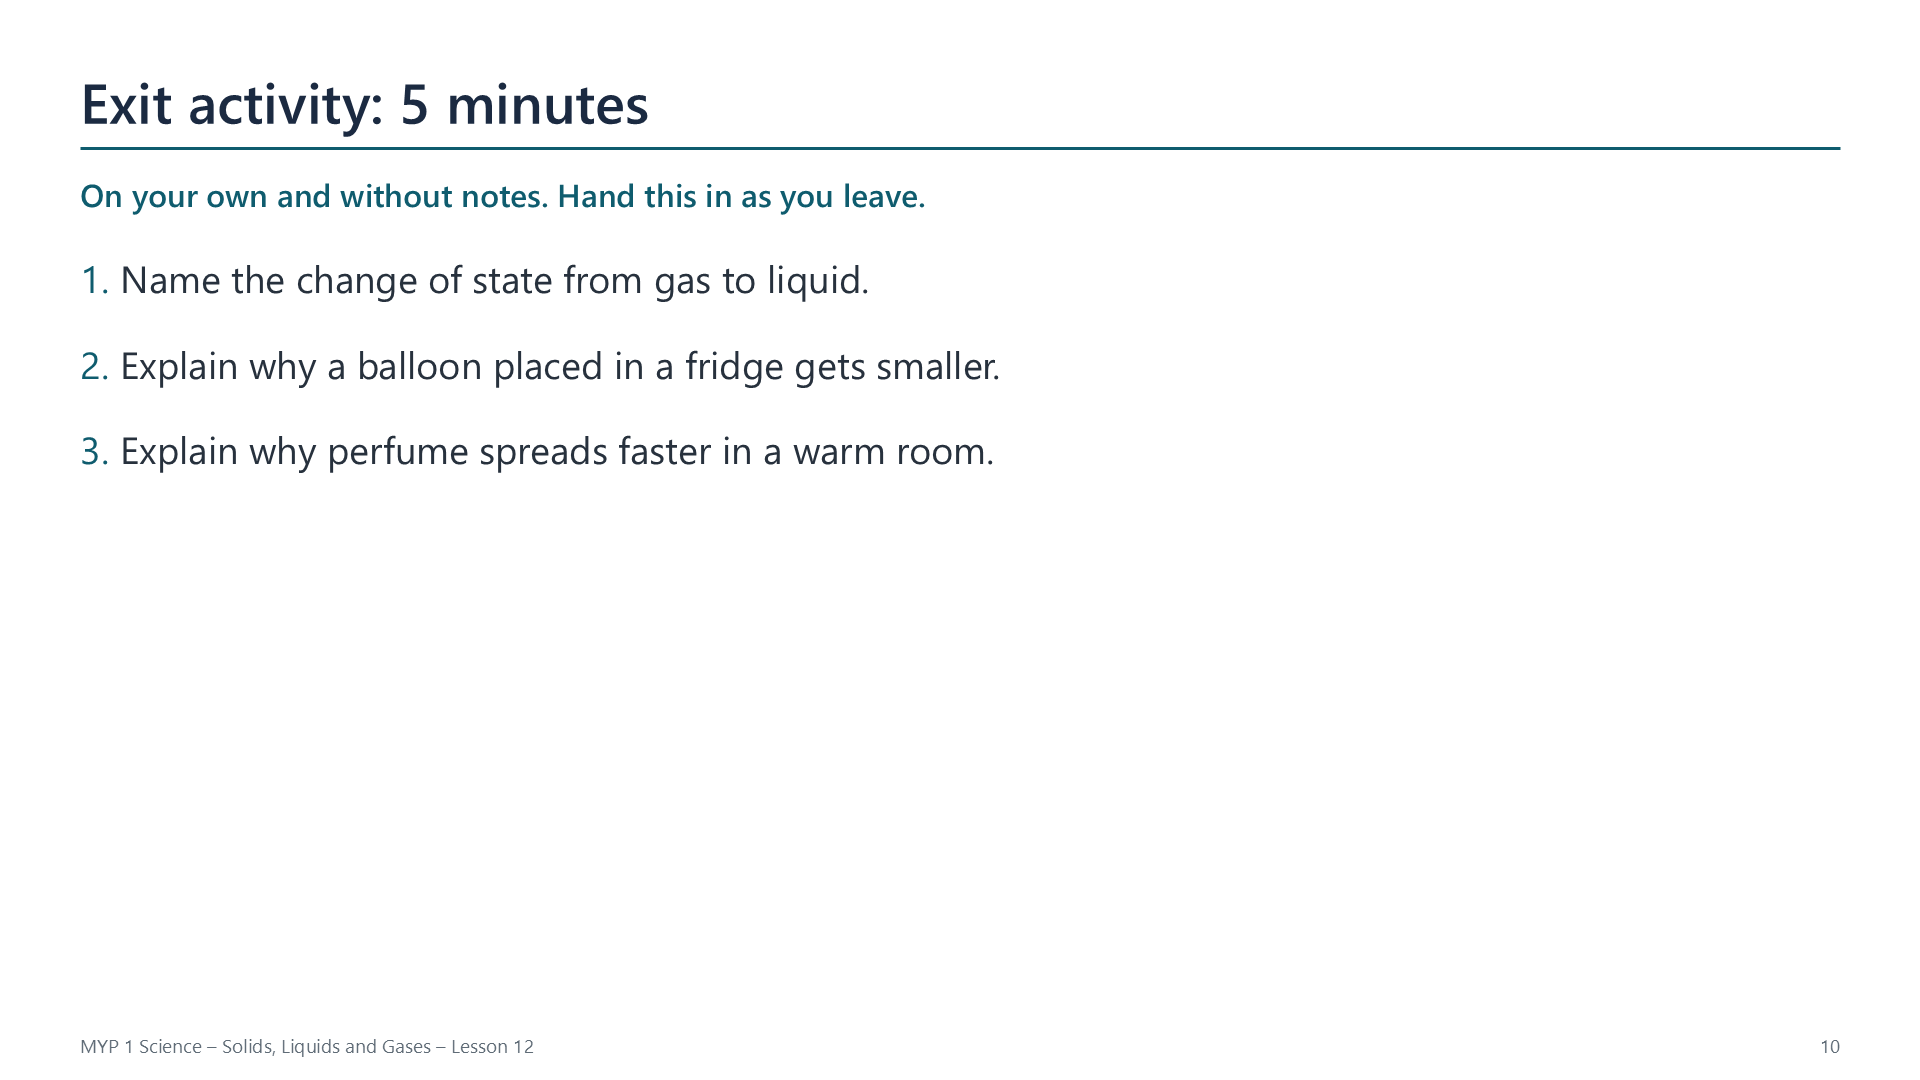 Exit activity: 5 minutes
On your own and without notes. Hand this in as you leave.
1. Name the change of state from gas to liquid.
2. Explain why a balloon placed in a fridge gets smaller.
3. Explain why perfume spreads faster in a warm room.
MYP 1 Science – Solids, Liquids and Gases – Lesson 12
10